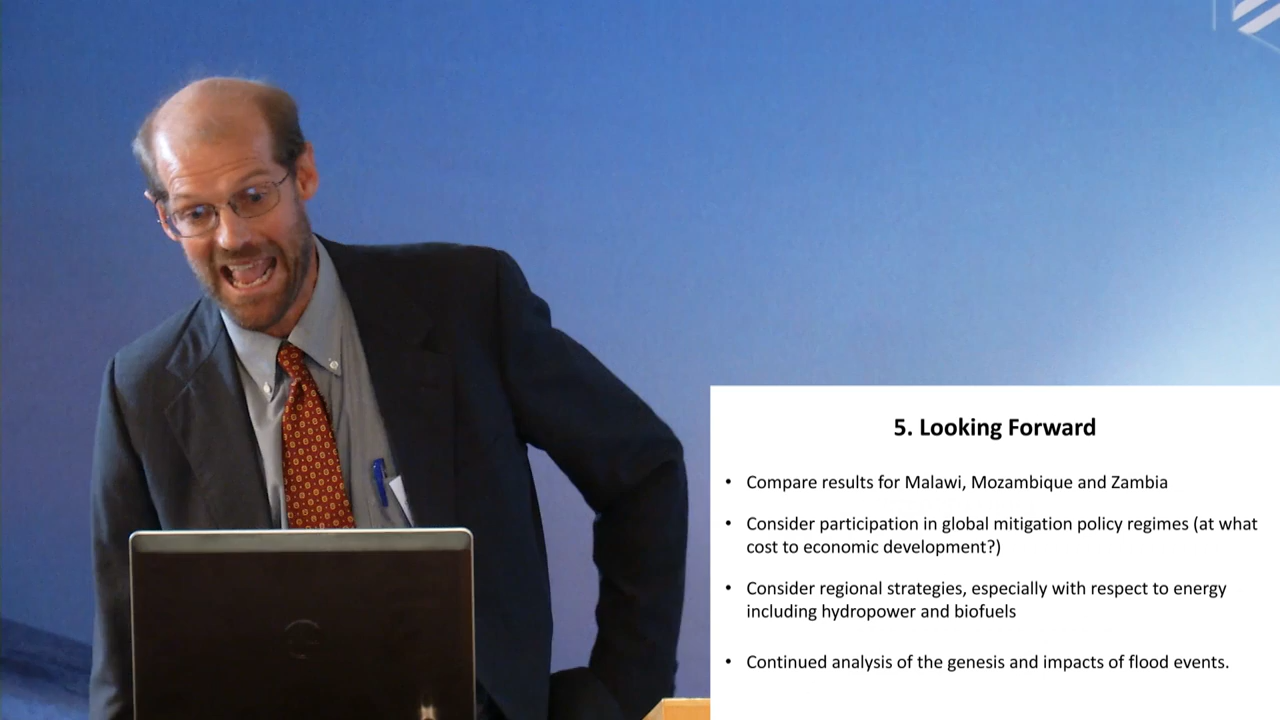 5. Looking Forward
• Compare results for Malawi, Mozambique and Zambia
• Consider participation in global mitigation policy regimes (at what
cost to economic development?)
• Consider regional strategies, especially with respect to energy
including hydropower and biofuels
• Continued analysis of the genesis and impacts of flood events.